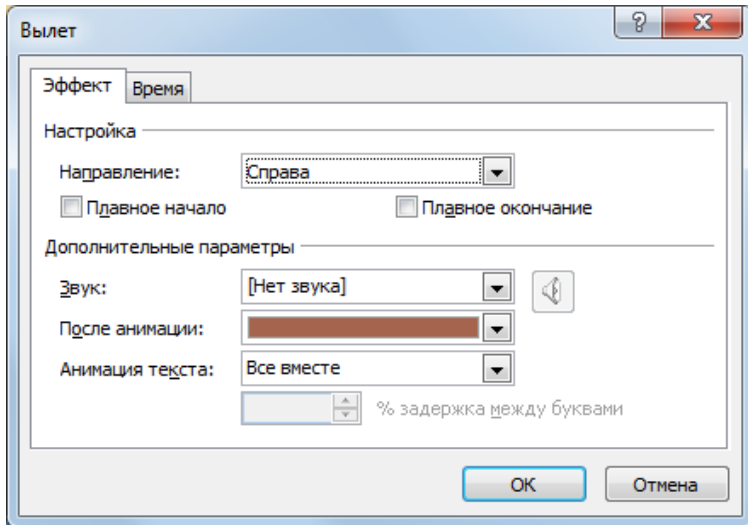 Вылет
Эффект Время
Настройка
Направление: Справа
Плавное начало Плавное окончание
Дополнительные параметры
Звук: [Нет звука]
После анимации:
Анимация текста: Все вместе
% задержка между буквами
ОК Отмена